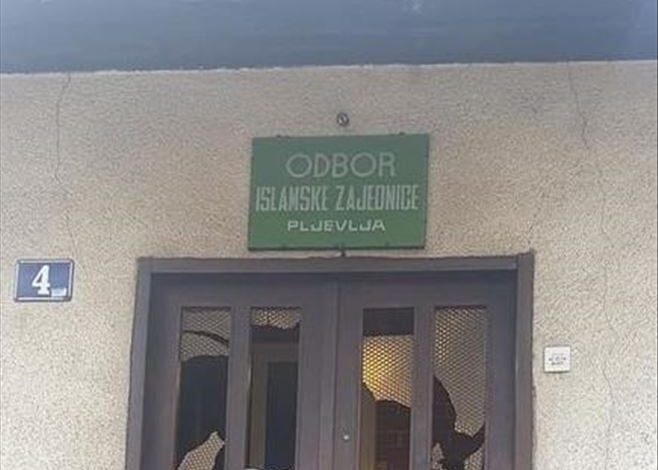 ODBOR
ISLAMSKE ZAJEDNICE
PLJEVLJA
4